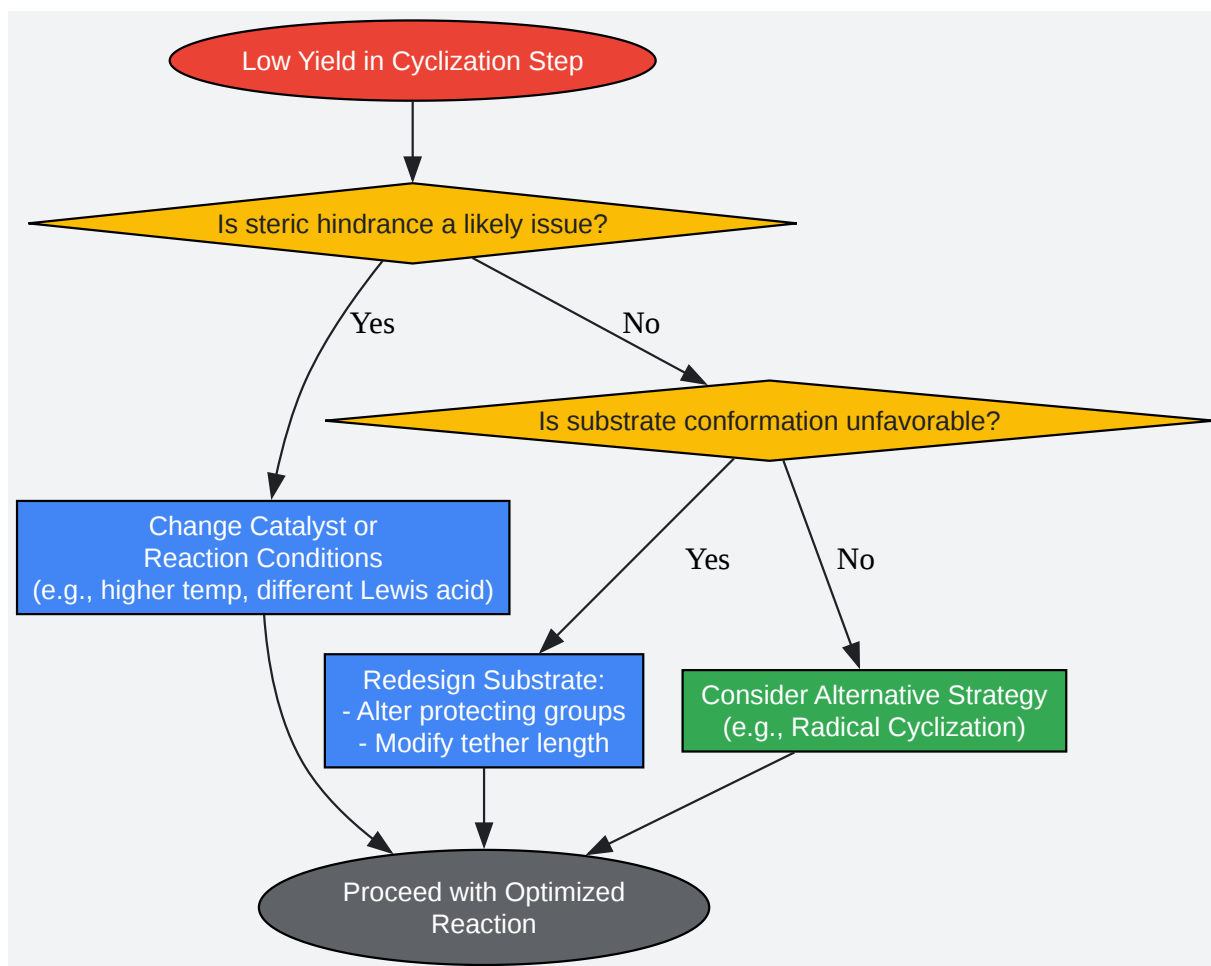 Low Yield in Cyclization Step
Is steric hindrance a likely issue?
Yes
No
Is substrate conformation unfavorable?
Change Catalyst or
Reaction Conditions
(e.g., higher temp, different Lewis acid)
Yes
No
Redesign Substrate:
- Alter protecting groups
- Modify tether length
Consider Alternative Strategy
(e.g., Radical Cyclization)
Proceed with Optimized
Reaction